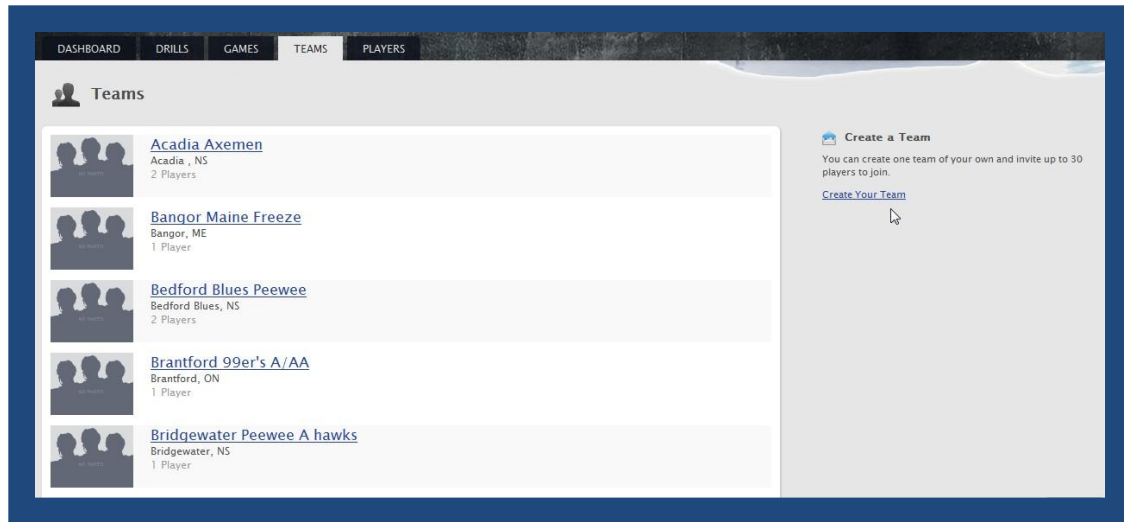 DASHBOARD DRILLS GAMES TEAMS PLAYERS
Teams
Acadia Axemen
Acadia , NS
2 Players
Bangor Maine Freeze
Bangor, ME
1 Player
Bedford Blues Peewee
Bedford Blues, NS
2 Players
Brantford 99er's A/AA
Brantford, ON
1 Player
Bridgewater Peewee A hawks
Bridgewater, NS
1 Player
Create a Team
You can create one team of your own and invite up to 30
players to join.
Create Your Team